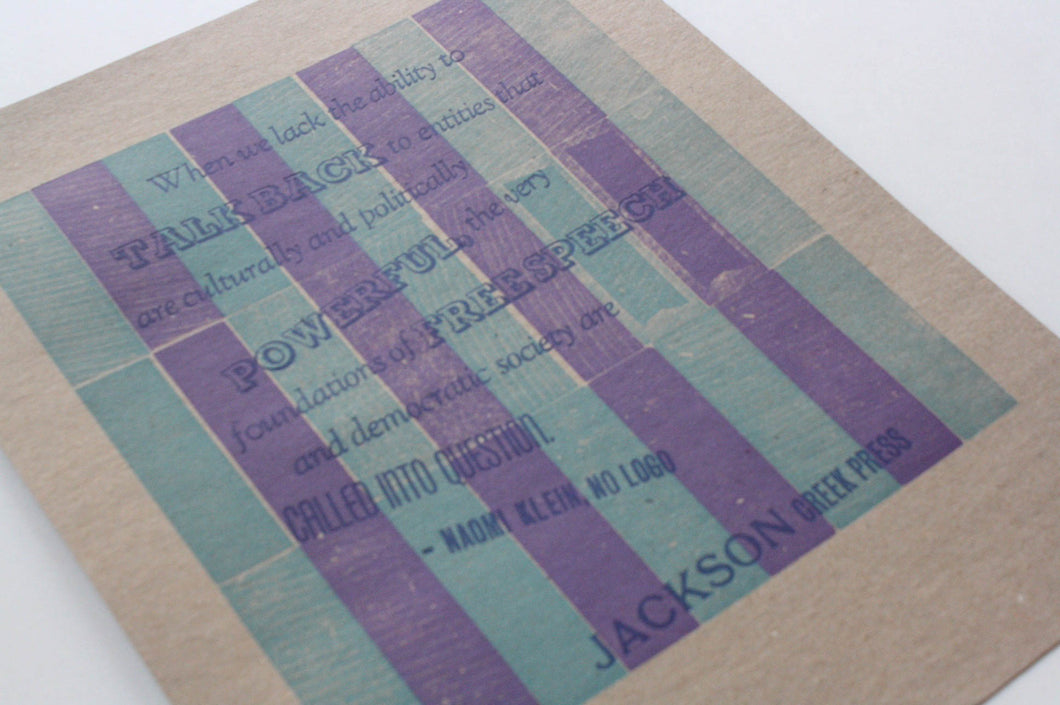 When we lack the ability to
TALK BACK to entities that
are culturally and politically
POWERFUL, the very
foundations of FREE SPEECH
and democratic society are
CALLED INTO QUESTION.
- NAOMI KLEIN, NO LOGO
JACKSON CREEK PRESS